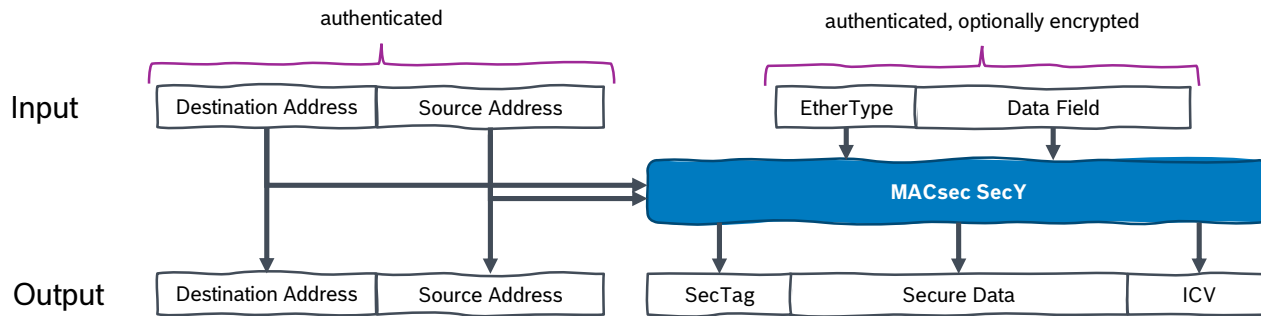 authenticated
authenticated, optionally encrypted
Input
Destination Address
Source Address
EtherType
Data Field
MACsec SecY
Output
Destination Address
Source Address
SecTag
Secure Data
ICV